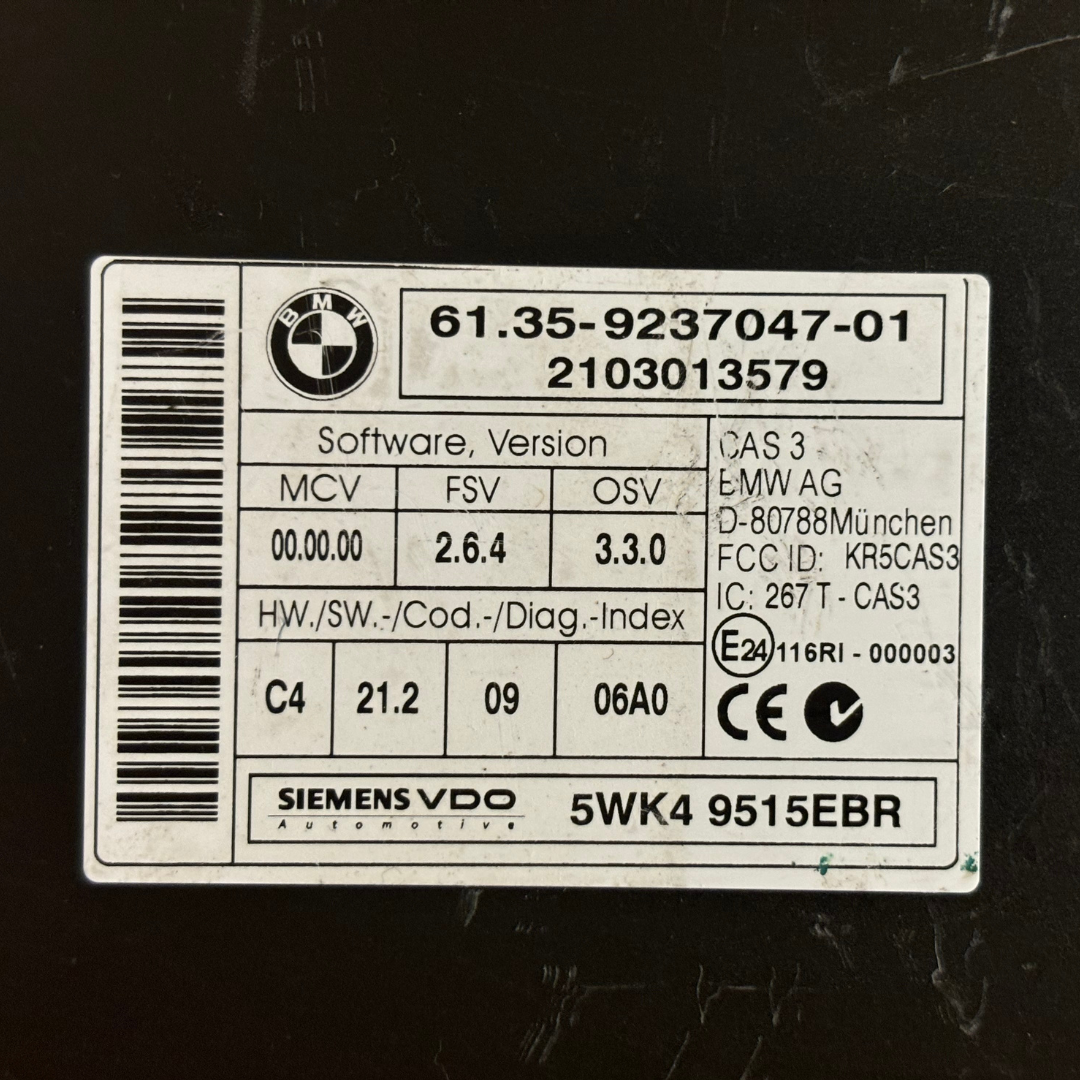 BMW
61.35-9237047-01
2103013579
Software, Version
MCV FSV OSV
00.00.00 2.6.4 3.3.0
HW./SW.-/Cod.-/Diag.-Index
C4 21.2 09 06A0
CAS 3
BMW AG
D-80788München
FCC ID: KR5CAS3
IC: 267 T - CAS3
E24 116RI - 000003
CE
SIEMENS VDO
Automotive
5WK4 9515EBR